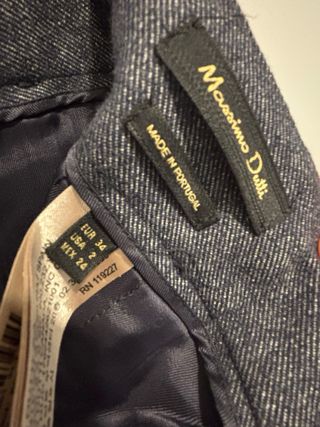 Massimo Dutti
MADE IN PORTUGAL
EUR 34
USA 2
MEX 24
RN 119227